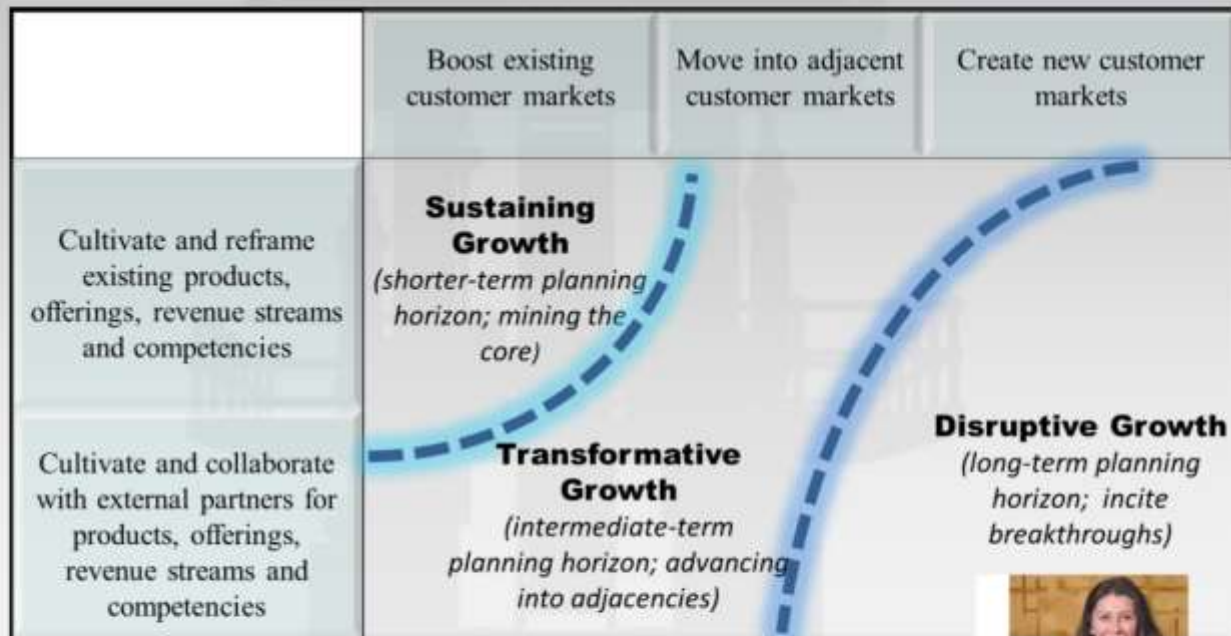 Boost existing
customer markets
Move into adjacent
customer markets
Create new customer
markets
Cultivate and reframe
existing products,
offerings, revenue streams
and competencies
Sustaining
Growth
(shorter-term planning
horizon; mining the
core)
Cultivate and collaborate
with external partners for
products, offerings,
revenue streams and
competencies
Transformative
Growth
(intermediate-term
planning horizon; advancing
into adjacencies)
Disruptive Growth
(long-term planning
horizon; incite
breakthroughs)